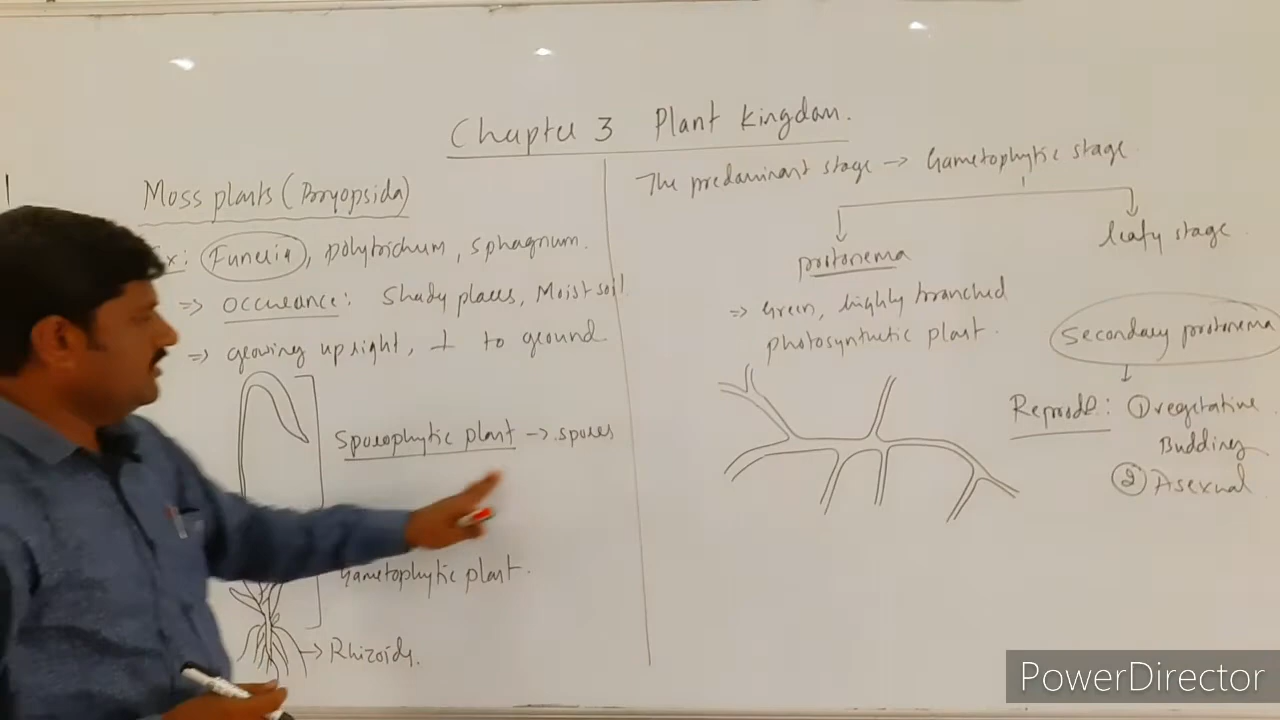 Chapter 3 Plant Kingdom.
Moss plants (Bryopsida)
Ex: Funeria, polytrichum, Sphagnum.
=> Occurance: Shady places, Moist soil
=> growing upright, ⊥ to ground.
Sporophytic plant -> spores
Gametophytic plant.
-> Rhizoids.
The predominant stage -> Gametophytic stage
protonema
leafy stage
=> Green, highly branched
photosynthetic plant.
Secondary protonema
Reprodn: ① vegetative
Budding
② Asexual
PowerDirector